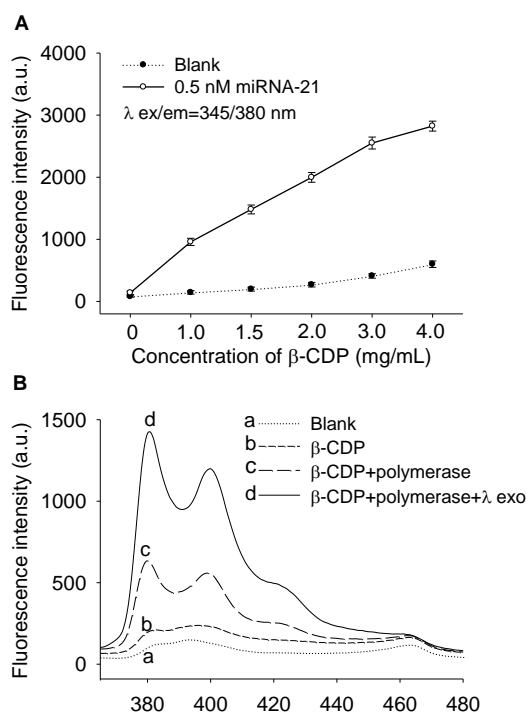 A
Fluorescence intensity (a.u.)
4000
3000
2000
1000
0
Blank
0.5 nM miRNA-21
λ ex/em=345/380 nm
0 1.0 1.5 2.0 3.0 4.0
Concentration of β-CDP (mg/mL)
B
Fluorescence intensity (a.u.)
1500
1000
500
0
a Blank
b β-CDP
c β-CDP+polymerase
d β-CDP+polymerase+λ exo
d
c
b
a
380 400 420 440 460 480